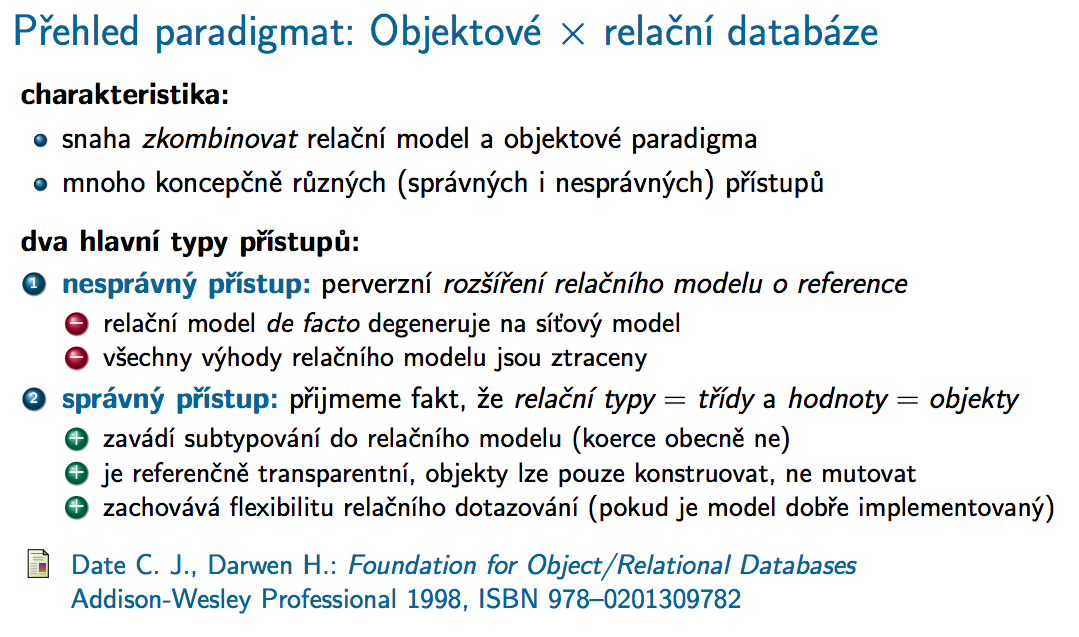 Přehled paradigmat: Objektové × relační databáze
charakteristika:
snaha zkombinovat relační model a objektové paradigma
mnoho koncepčně různých (správných i nesprávných) přístupů
dva hlavní typy přístupů:
1 nesprávný přístup: perverzní rozšíření relačního modelu o reference
− relační model de facto degeneruje na síťový model
− všechny výhody relačního modelu jsou ztraceny
2 správný přístup: přijmeme fakt, že relační typy = třídy a hodnoty = objekty
+ zavádí subtypování do relačního modelu (koerce obecně ne)
+ je referenčně transparentní, objekty lze pouze konstruovat, ne mutovat
+ zachovává flexibilitu relačního dotazování (pokud je model dobře implementovaný)
Date C. J., Darwen H.: Foundation for Object/Relational Databases
Addison-Wesley Professional 1998, ISBN 978–0201309782